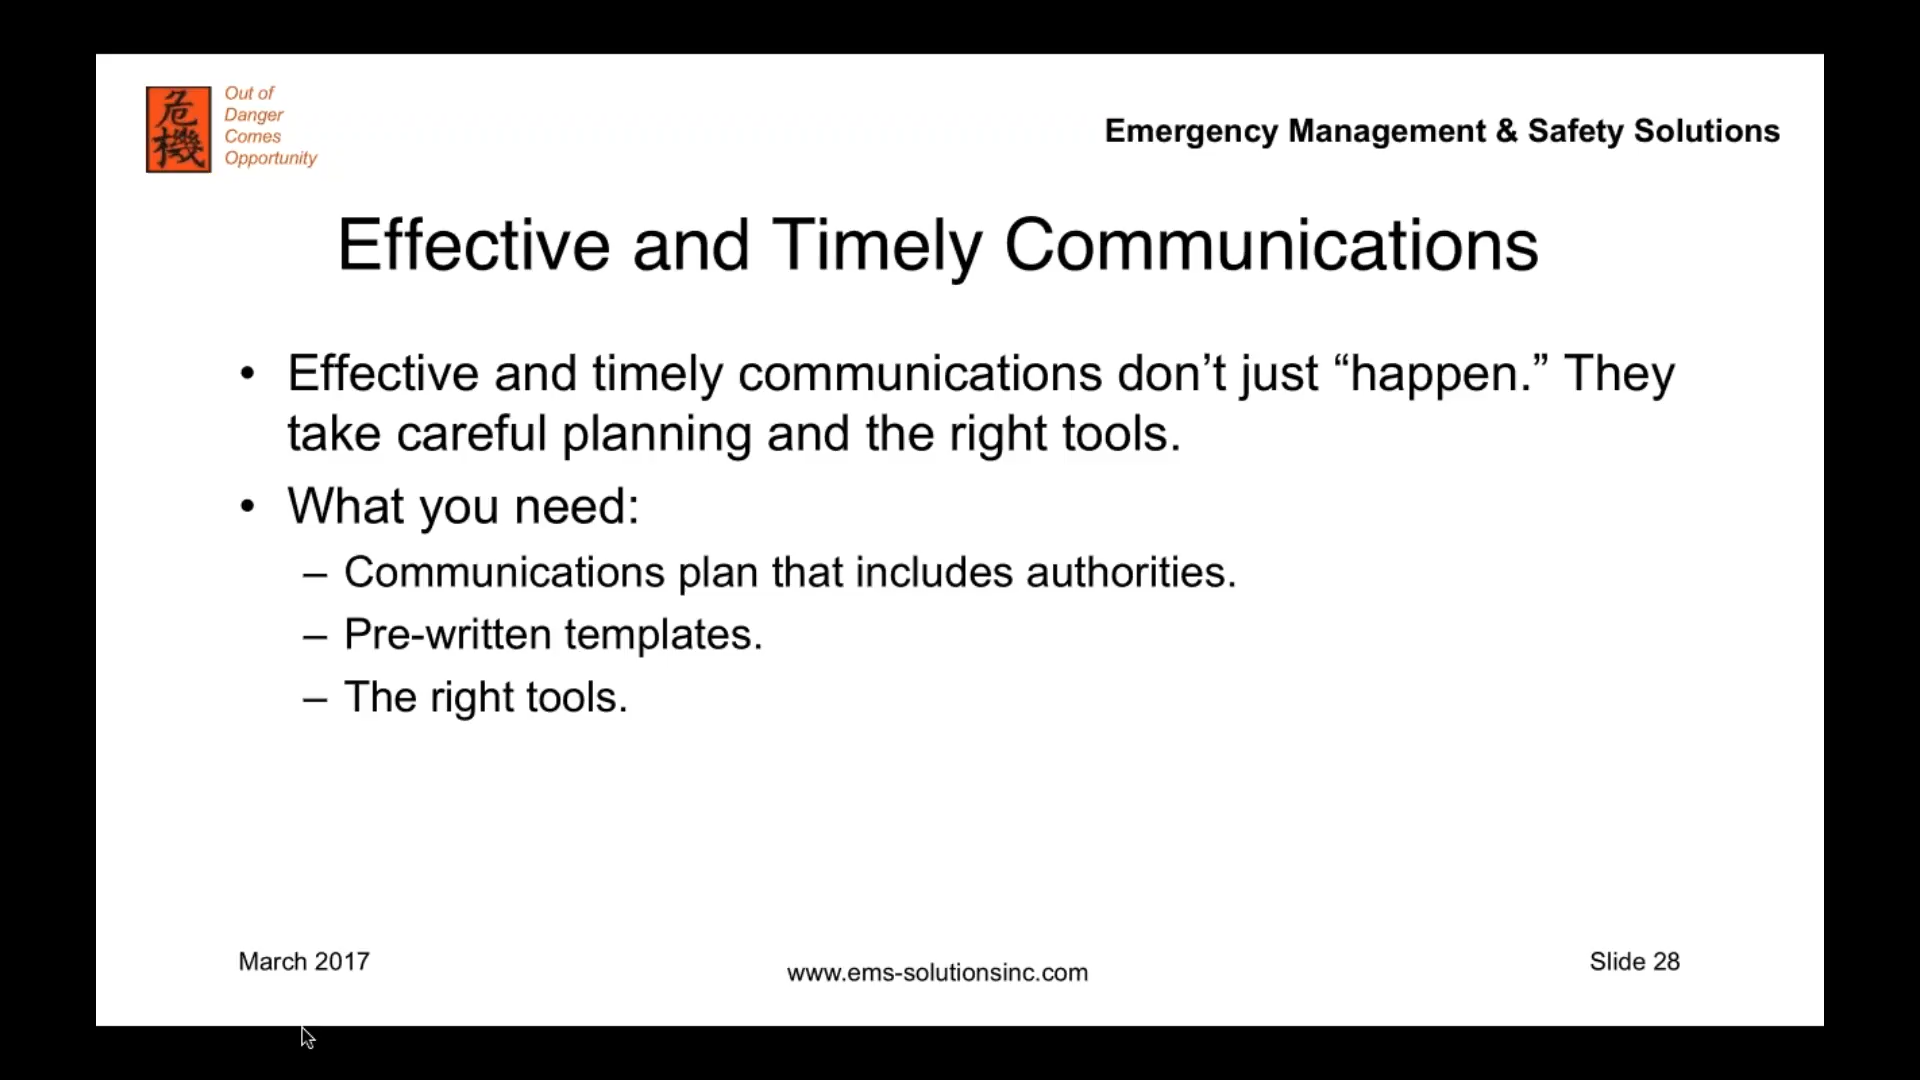 危
機
Out of
Danger
Comes
Opportunity
Emergency Management & Safety Solutions
Effective and Timely Communications
• Effective and timely communications don’t just “happen.” They
take careful planning and the right tools.
• What you need:
– Communications plan that includes authorities.
– Pre-written templates.
– The right tools.
March 2017
www.ems-solutionsinc.com
Slide 28